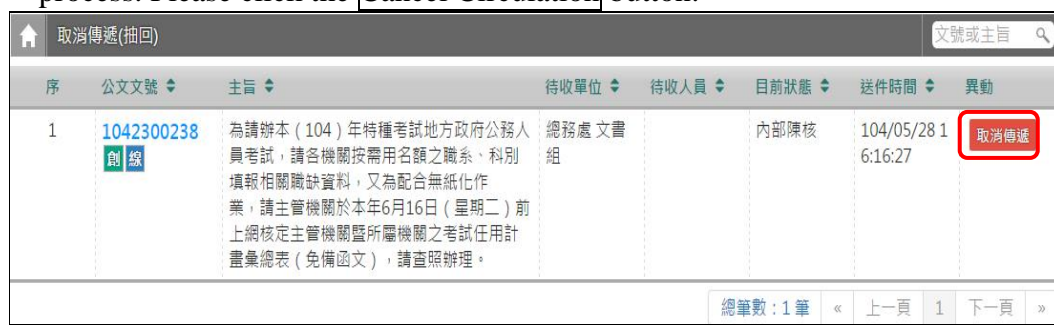 process. Please click the Cancel Circulation button.
取消傳遞(抽回) 文號或主旨
序 公文文號 主旨 待收單位 待收人員 目前狀態 送件時間 異動
1 1042300238 為請辦本(104)年特種考試地方政府公務人 總務處 文書 內部陳核 104/05/28 1 取消傳遞
創 線 員考試，請各機關按需用名額之職系、科別 組 6:16:27
填報相關職缺資料，又為配合無紙化作
業，請主管機關於本年6月16日(星期二)前
上網核定主管機關暨所屬機關之考試任用計
畫彙總表(免備函文)，請查照辦理。
總筆數:1筆 « 上一頁 1 下一頁 »